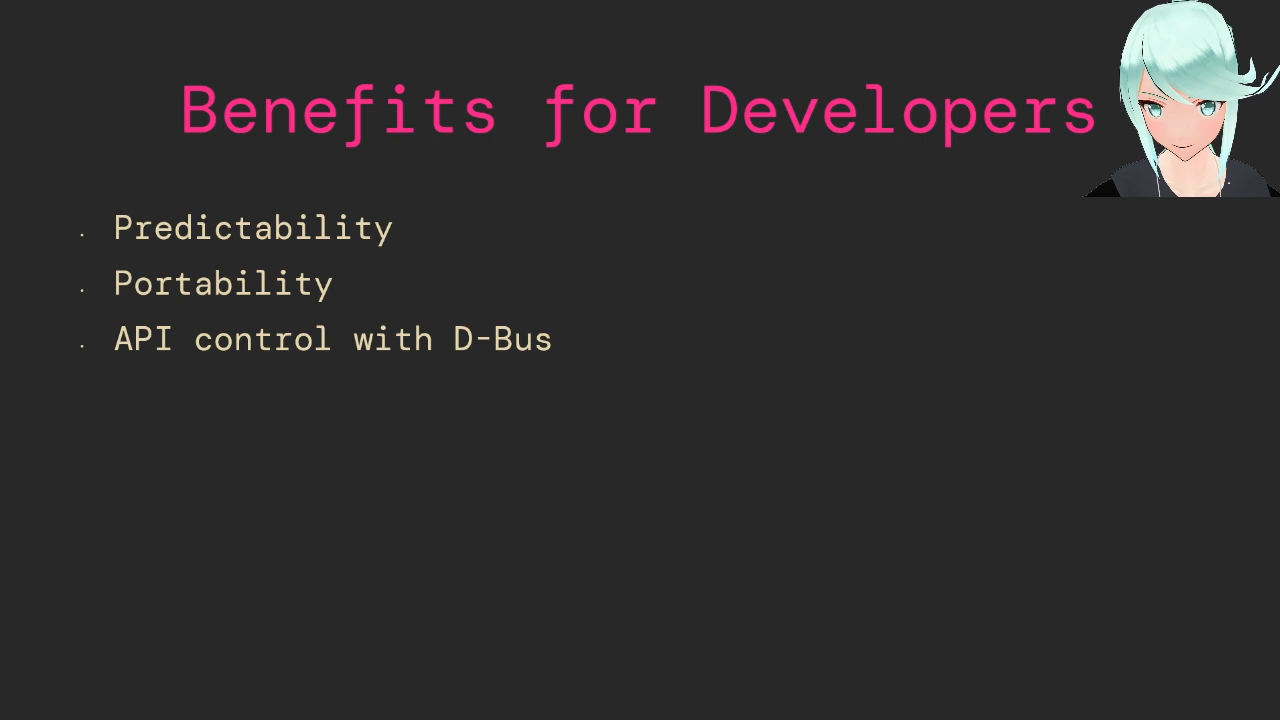 Benefits for Developers
· Predictability
· Portability
· API control with D-Bus